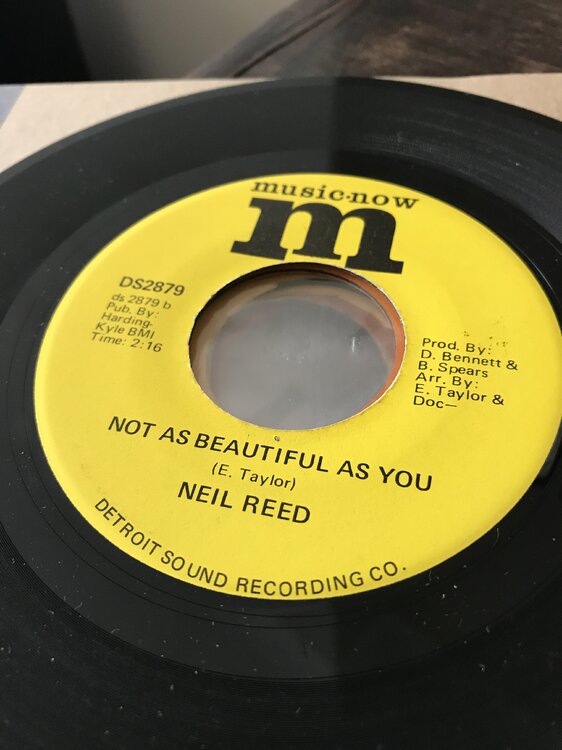 music·now
m
DS2879
ds 2879 b
Pub. By:
Harding-
Kyle BMI
Time: 2:16
Prod. By:
D. Bennett &
B. Spears
Arr. By:
E. Taylor &
Doc—
NOT AS BEAUTIFUL AS YOU
(E. Taylor)
NEIL REED
DETROIT SOUND RECORDING CO.